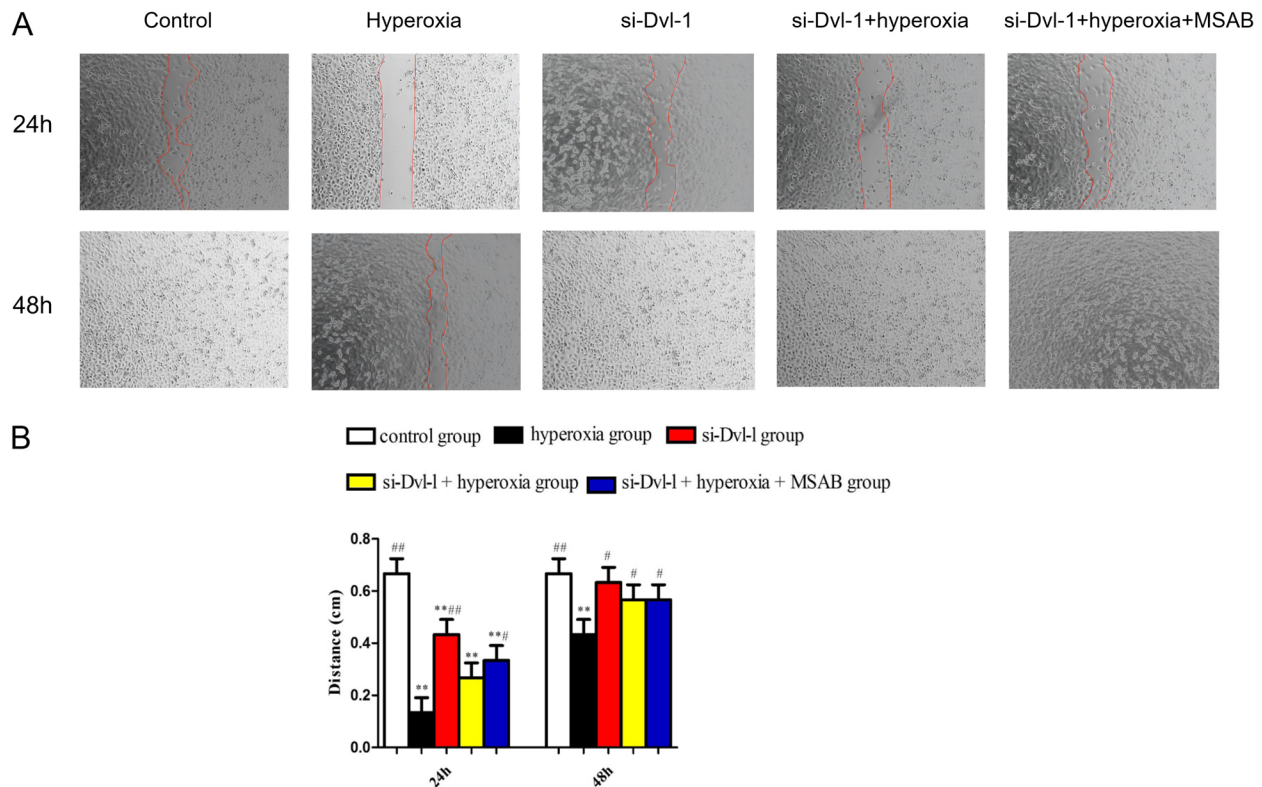 A
Control Hyperoxia si-Dvl-1 si-Dvl-1+hyperoxia si-Dvl-1+hyperoxia+MSAB
24h
48h
B
control group hyperoxia group si-Dvl-l group
si-Dvl-l + hyperoxia group si-Dvl-l + hyperoxia + MSAB group
Distance (cm)
0.8
0.6
0.4
0.2
0.0
## ** **## ** **#
## ** # # #
24h 48h